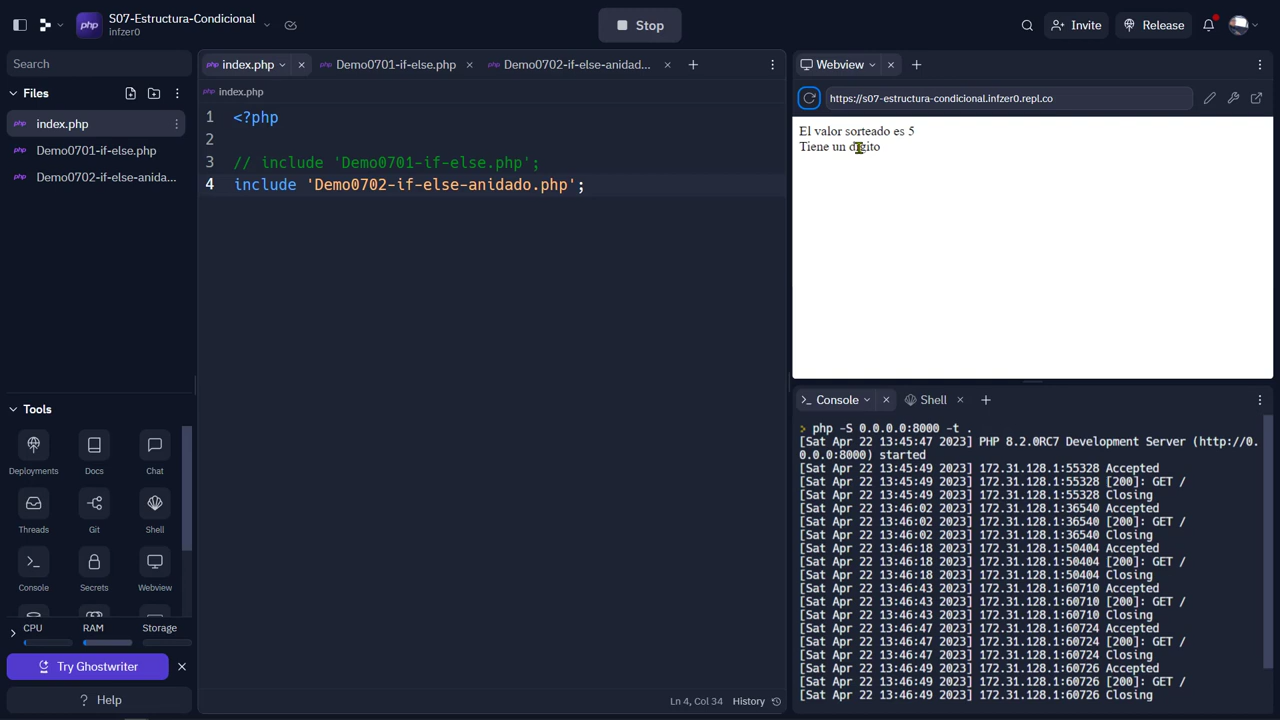 php
S07-Estructura-Condicional
infzer0
Stop
Invite
Release
Search
Files
php index.php
php Demo0701-if-else.php
php Demo0702-if-else-anida...
Tools
Deployments
Docs
Chat
Threads
Git
Shell
Console
Secrets
Webview
CPU
RAM
Storage
Try Ghostwriter
? Help
php index.php
php Demo0701-if-else.php
php Demo0702-if-else-anidad...
php index.php
1 <?php
2
3 // include 'Demo0701-if-else.php';
4 include 'Demo0702-if-else-anidado.php';
Ln 4, Col 34
History
Webview
https://s07-estructura-condicional.infzer0.repl.co
El valor sorteado es 5
Tiene un digito
Console
Shell
> php -S 0.0.0.0:8000 -t .
[Sat Apr 22 13:45:47 2023] PHP 8.2.0RC7 Development Server (http://0.
0.0.0:8000) started
[Sat Apr 22 13:45:49 2023] 172.31.128.1:55328 Accepted
[Sat Apr 22 13:45:49 2023] 172.31.128.1:55328 [200]: GET /
[Sat Apr 22 13:45:49 2023] 172.31.128.1:55328 Closing
[Sat Apr 22 13:46:02 2023] 172.31.128.1:36540 Accepted
[Sat Apr 22 13:46:02 2023] 172.31.128.1:36540 [200]: GET /
[Sat Apr 22 13:46:02 2023] 172.31.128.1:36540 Closing
[Sat Apr 22 13:46:18 2023] 172.31.128.1:50404 Accepted
[Sat Apr 22 13:46:18 2023] 172.31.128.1:50404 [200]: GET /
[Sat Apr 22 13:46:18 2023] 172.31.128.1:50404 Closing
[Sat Apr 22 13:46:43 2023] 172.31.128.1:60710 Accepted
[Sat Apr 22 13:46:43 2023] 172.31.128.1:60710 [200]: GET /
[Sat Apr 22 13:46:43 2023] 172.31.128.1:60710 Closing
[Sat Apr 22 13:46:47 2023] 172.31.128.1:60724 Accepted
[Sat Apr 22 13:46:47 2023] 172.31.128.1:60724 [200]: GET /
[Sat Apr 22 13:46:47 2023] 172.31.128.1:60724 Closing
[Sat Apr 22 13:46:49 2023] 172.31.128.1:60726 Accepted
[Sat Apr 22 13:46:49 2023] 172.31.128.1:60726 [200]: GET /
[Sat Apr 22 13:46:49 2023] 172.31.128.1:60726 Closing